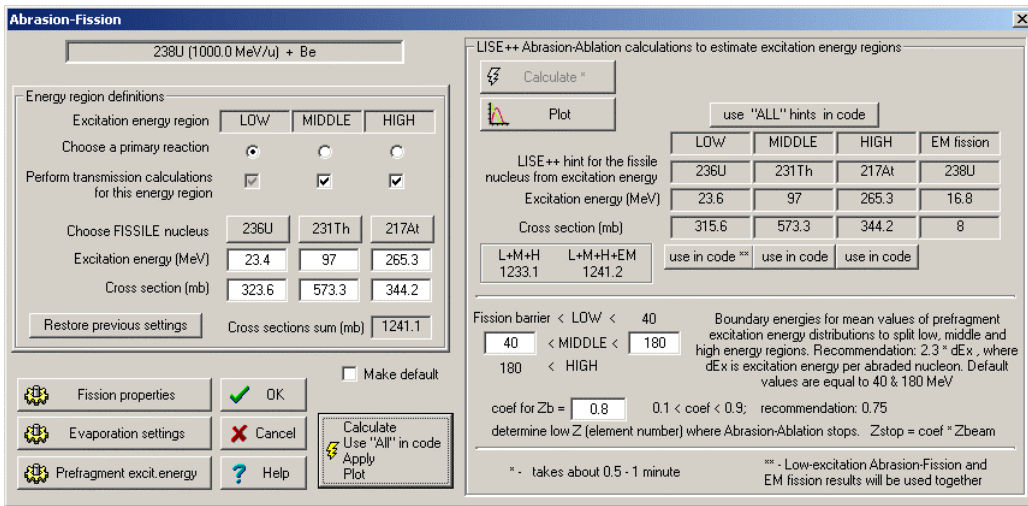 Abrasion-Fission
238U (1000.0 MeV/u) + Be
Energy region definitions
Excitation energy region LOW MIDDLE HIGH
Choose a primary reaction
Perform transmission calculations
for this energy region
Choose FISSILE nucleus 236U 231Th 217At
Excitation energy (MeV) 23.4 97 265.3
Cross section (mb) 323.6 573.3 344.2
Restore previous settings Cross sections sum (mb) 1241.1
Make default
Fission properties OK
Evaporation settings Cancel
Prefragment excit.energy Help
Calculate
Use "All" in code
Apply
Plot
LISE++ Abrasion-Ablation calculations to estimate excitation energy regions
Calculate *
Plot
use "ALL" hints in code
LOW MIDDLE HIGH EM fission
LISE++ hint for the fissile
nucleus from excitation energy 236U 231Th 217At 238U
Excitation energy (MeV) 23.6 97 265.3 16.8
Cross section (mb) 315.6 573.3 344.2 8
L+M+H L+M+H+EM
1233.1 1241.2
use in code ** use in code use in code
Fission barrier < LOW < 40
40 < MIDDLE < 180
180 < HIGH
Boundary energies for mean values of prefragment
excitation energy distributions to split low, middle and
high energy regions. Recommendation: 2.3 * dEx , where
dEx is excitation energy per abraded nucleon. Default
values are equal to 40 & 180 MeV
coef for Zb = 0.8 0.1 < coef < 0.9; recommendation: 0.75
determine low Z (element number) where Abrasion-Ablation stops. Zstop = coef * Zbeam
* - takes about 0.5 - 1 minute
** - Low-excitation Abrasion-Fission and
EM fission results will be used together